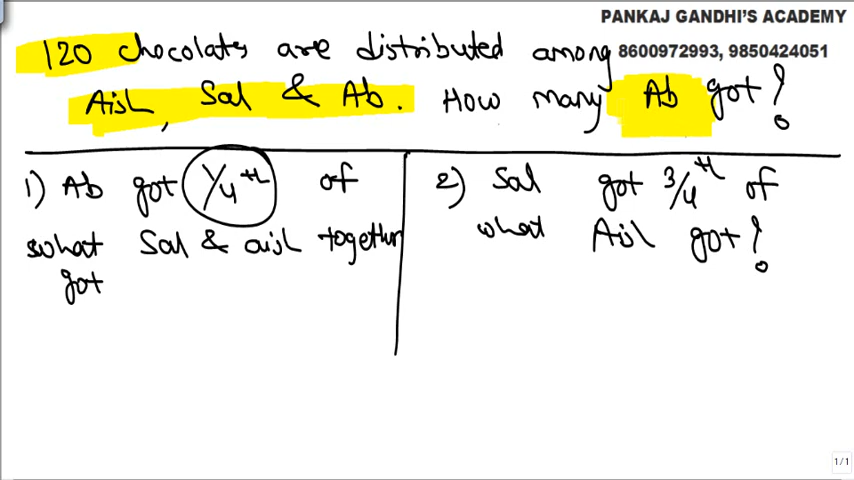 PANKAJ GANDHI'S ACADEMY
8600972993, 9850424051
120 chocolates are distributed among
Aish, Sal & Ab. How many Ab got?
1) Ab got 1/4th of
what Sal & aish together
got
2) Sal got 3/4th of
what Aish got?
1/1